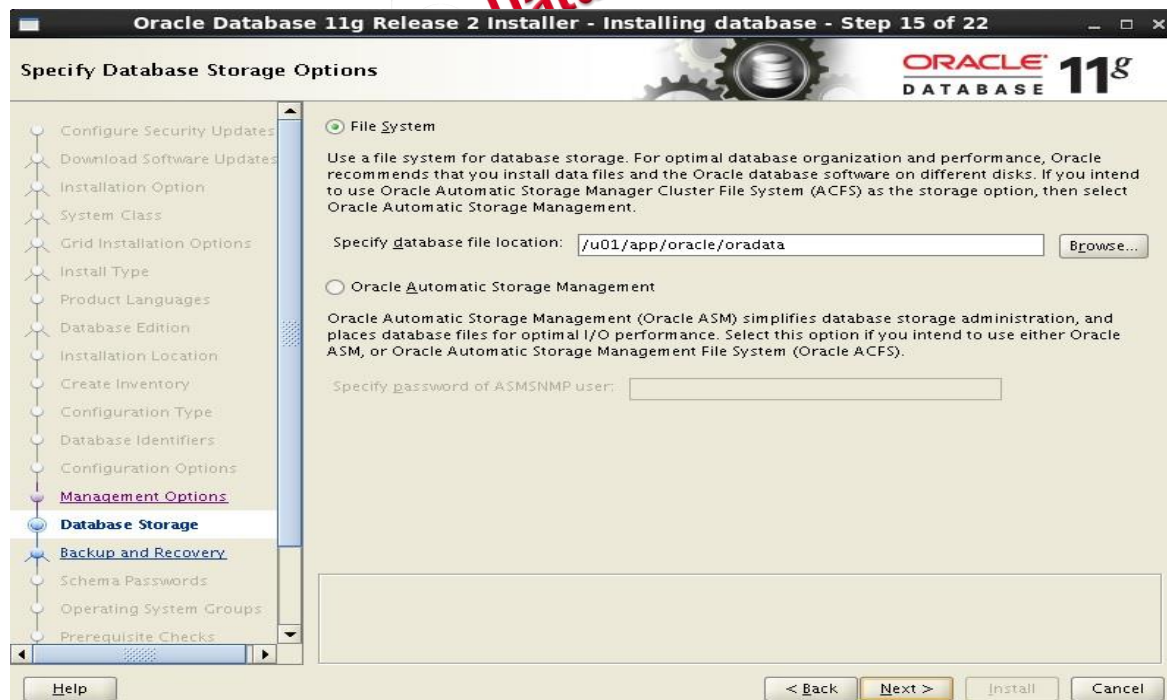 Oracle Database 11g Release 2 Installer - Installing database - Step 15 of 22
Specify Database Storage Options
ORACLE
DATABASE
11g
Configure Security Updates
Download Software Updates
Installation Option
System Class
Grid Installation Options
Install Type
Product Languages
Database Edition
Installation Location
Create Inventory
Configuration Type
Database Identifiers
Configuration Options
Management Options
Database Storage
Backup and Recovery
Schema Passwords
Operating System Groups
Prerequisite Checks
File System
Use a file system for database storage. For optimal database organization and performance, Oracle
recommends that you install data files and the Oracle database software on different disks. If you intend
to use Oracle Automatic Storage Manager Cluster File System (ACFS) as the storage option, then select
Oracle Automatic Storage Management.
Specify database file location: /u01/app/oracle/oradata Browse...
Oracle Automatic Storage Management
Oracle Automatic Storage Management (Oracle ASM) simplifies database storage administration, and
places database files for optimal I/O performance. Select this option if you intend to use either Oracle
ASM, or Oracle Automatic Storage Management File System (Oracle ACFS).
Specify password of ASMSNMP user:
Help < Back Next > Install Cancel